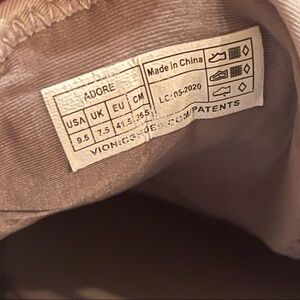 ADORE
USA UK EU CM
9.5 7.5 41.5 26.5
Made in China
LC: 05-2020
VIONICSHOES.COM/PATENTS